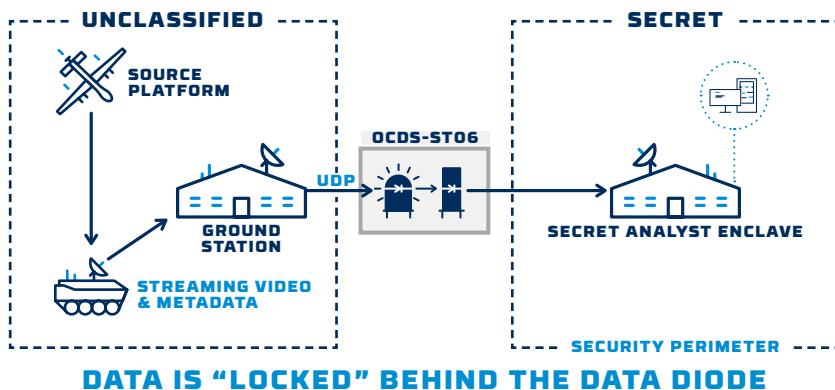 UNCLASSIFIED
SECRET
SOURCE
PLATFORM
OCDS-ST06
UDP
GROUND
STATION
SECRET ANALYST ENCLAVE
STREAMING VIDEO
& METADATA
SECURITY PERIMETER
DATA IS “LOCKED” BEHIND THE DATA DIODE